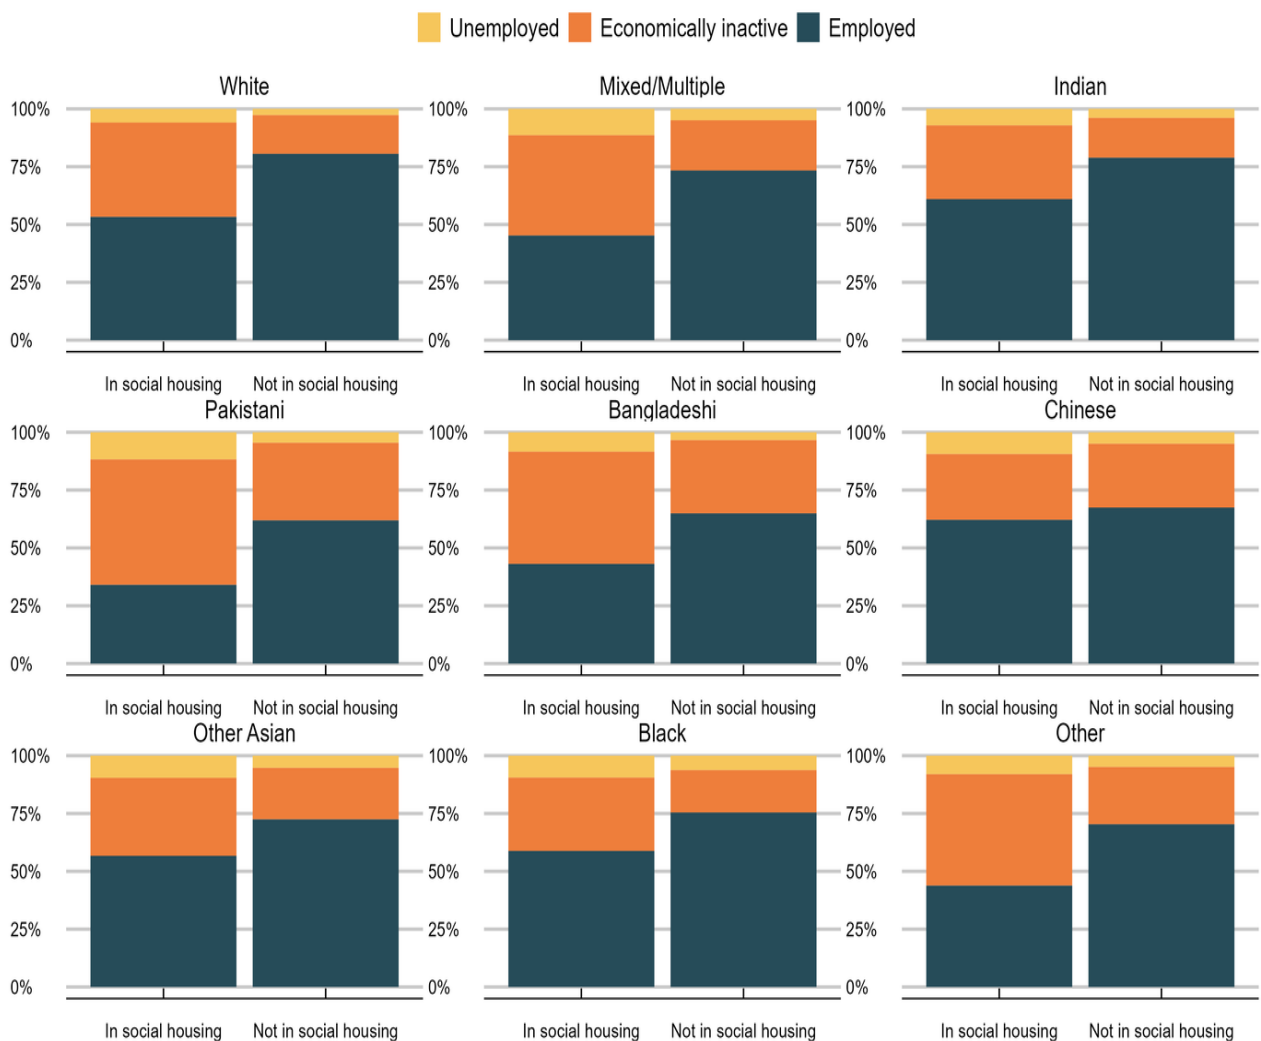 Unemployed Economically inactive Employed
White Mixed/Multiple Indian
100% 100% 100%
75% 75% 75%
50% 50% 50%
25% 25% 25%
0% 0% 0%
In social housing Not in social housing In social housing Not in social housing In social housing Not in social housing
Pakistani Bangladeshi Chinese
100% 100% 100%
75% 75% 75%
50% 50% 50%
25% 25% 25%
0% 0% 0%
In social housing Not in social housing In social housing Not in social housing In social housing Not in social housing
Other Asian Black Other
100% 100% 100%
75% 75% 75%
50% 50% 50%
25% 25% 25%
0% 0% 0%
In social housing Not in social housing In social housing Not in social housing In social housing Not in social housing